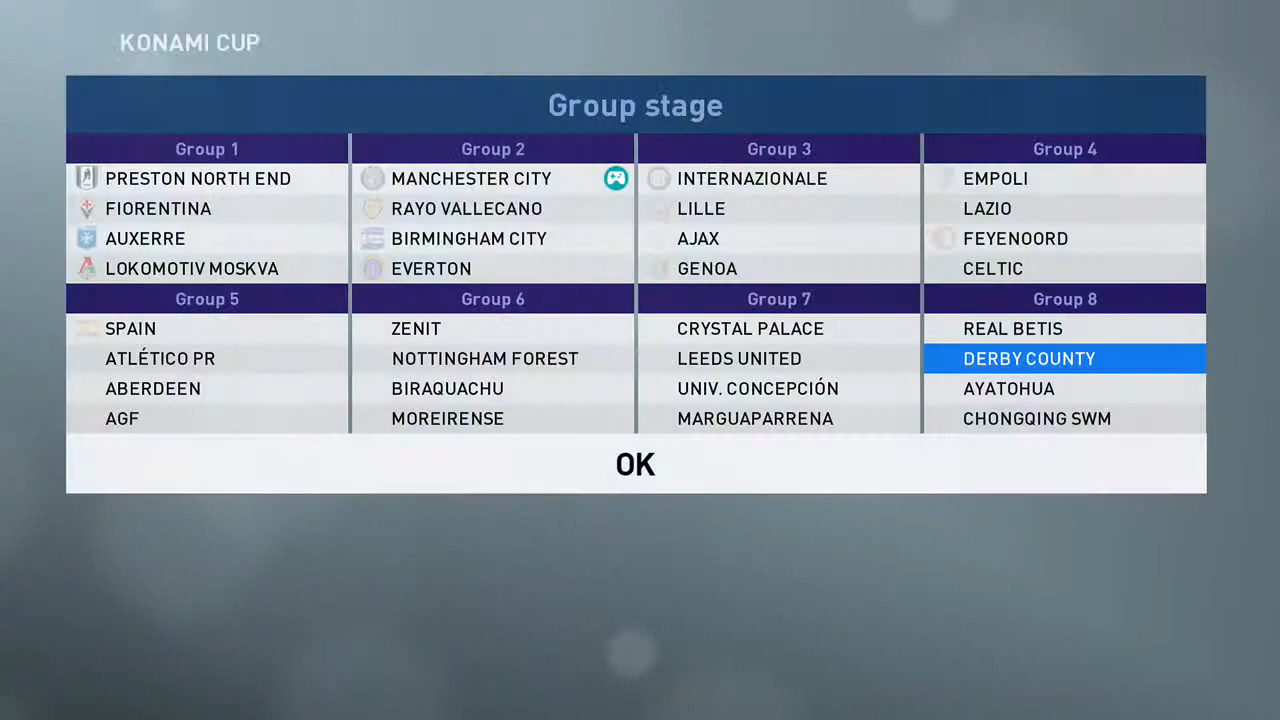 KONAMI CUP
Group stage
Group 1
PRESTON NORTH END
FIORENTINA
AUXERRE
LOKOMOTIV MOSKVA
Group 2
MANCHESTER CITY
RAYO VALLECANO
BIRMINGHAM CITY
EVERTON
Group 3
INTERNAZIONALE
LILLE
AJAX
GENOA
Group 4
EMPOLI
LAZIO
FEYENOORD
CELTIC
Group 5
SPAIN
ATLÉTICO PR
ABERDEEN
AGF
Group 6
ZENIT
NOTTINGHAM FOREST
BIRAQUACHU
MOREIRENSE
Group 7
CRYSTAL PALACE
LEEDS UNITED
UNIV. CONCEPCIÓN
MARGUAPARRENA
Group 8
REAL BETIS
DERBY COUNTY
AYATOHUA
CHONGQING SWM
OK